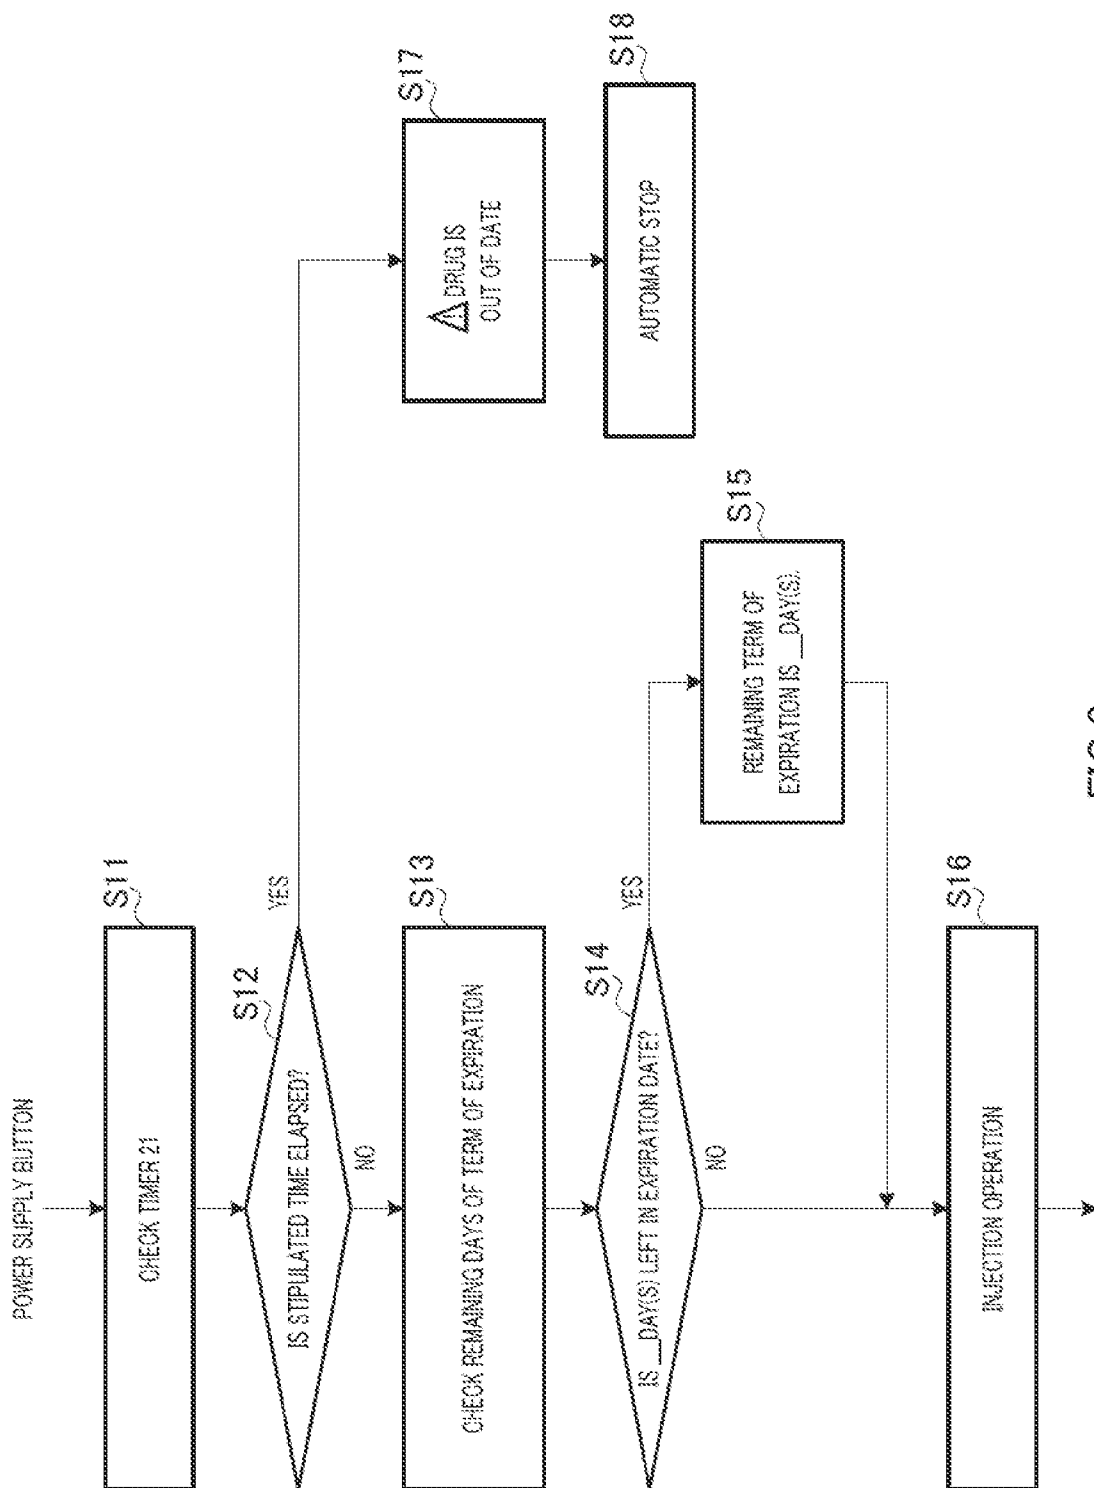 POWER SUPPLY BUTTON
S11
CHECK TIMER 21
S12
IS STIPULATED TIME ELAPSED?
YES
NO
S13
CHECK REMAINING DAYS OF TERM OF EXPIRATION
S14
IS __DAY(S) LEFT IN EXPIRATION DATE?
YES
NO
S15
REMAINING TERM OF
EXPIRATION IS __DAY(S).
S16
INJECTION OPERATION
S17
DRUG IS
OUT OF DATE
S18
AUTOMATIC STOP